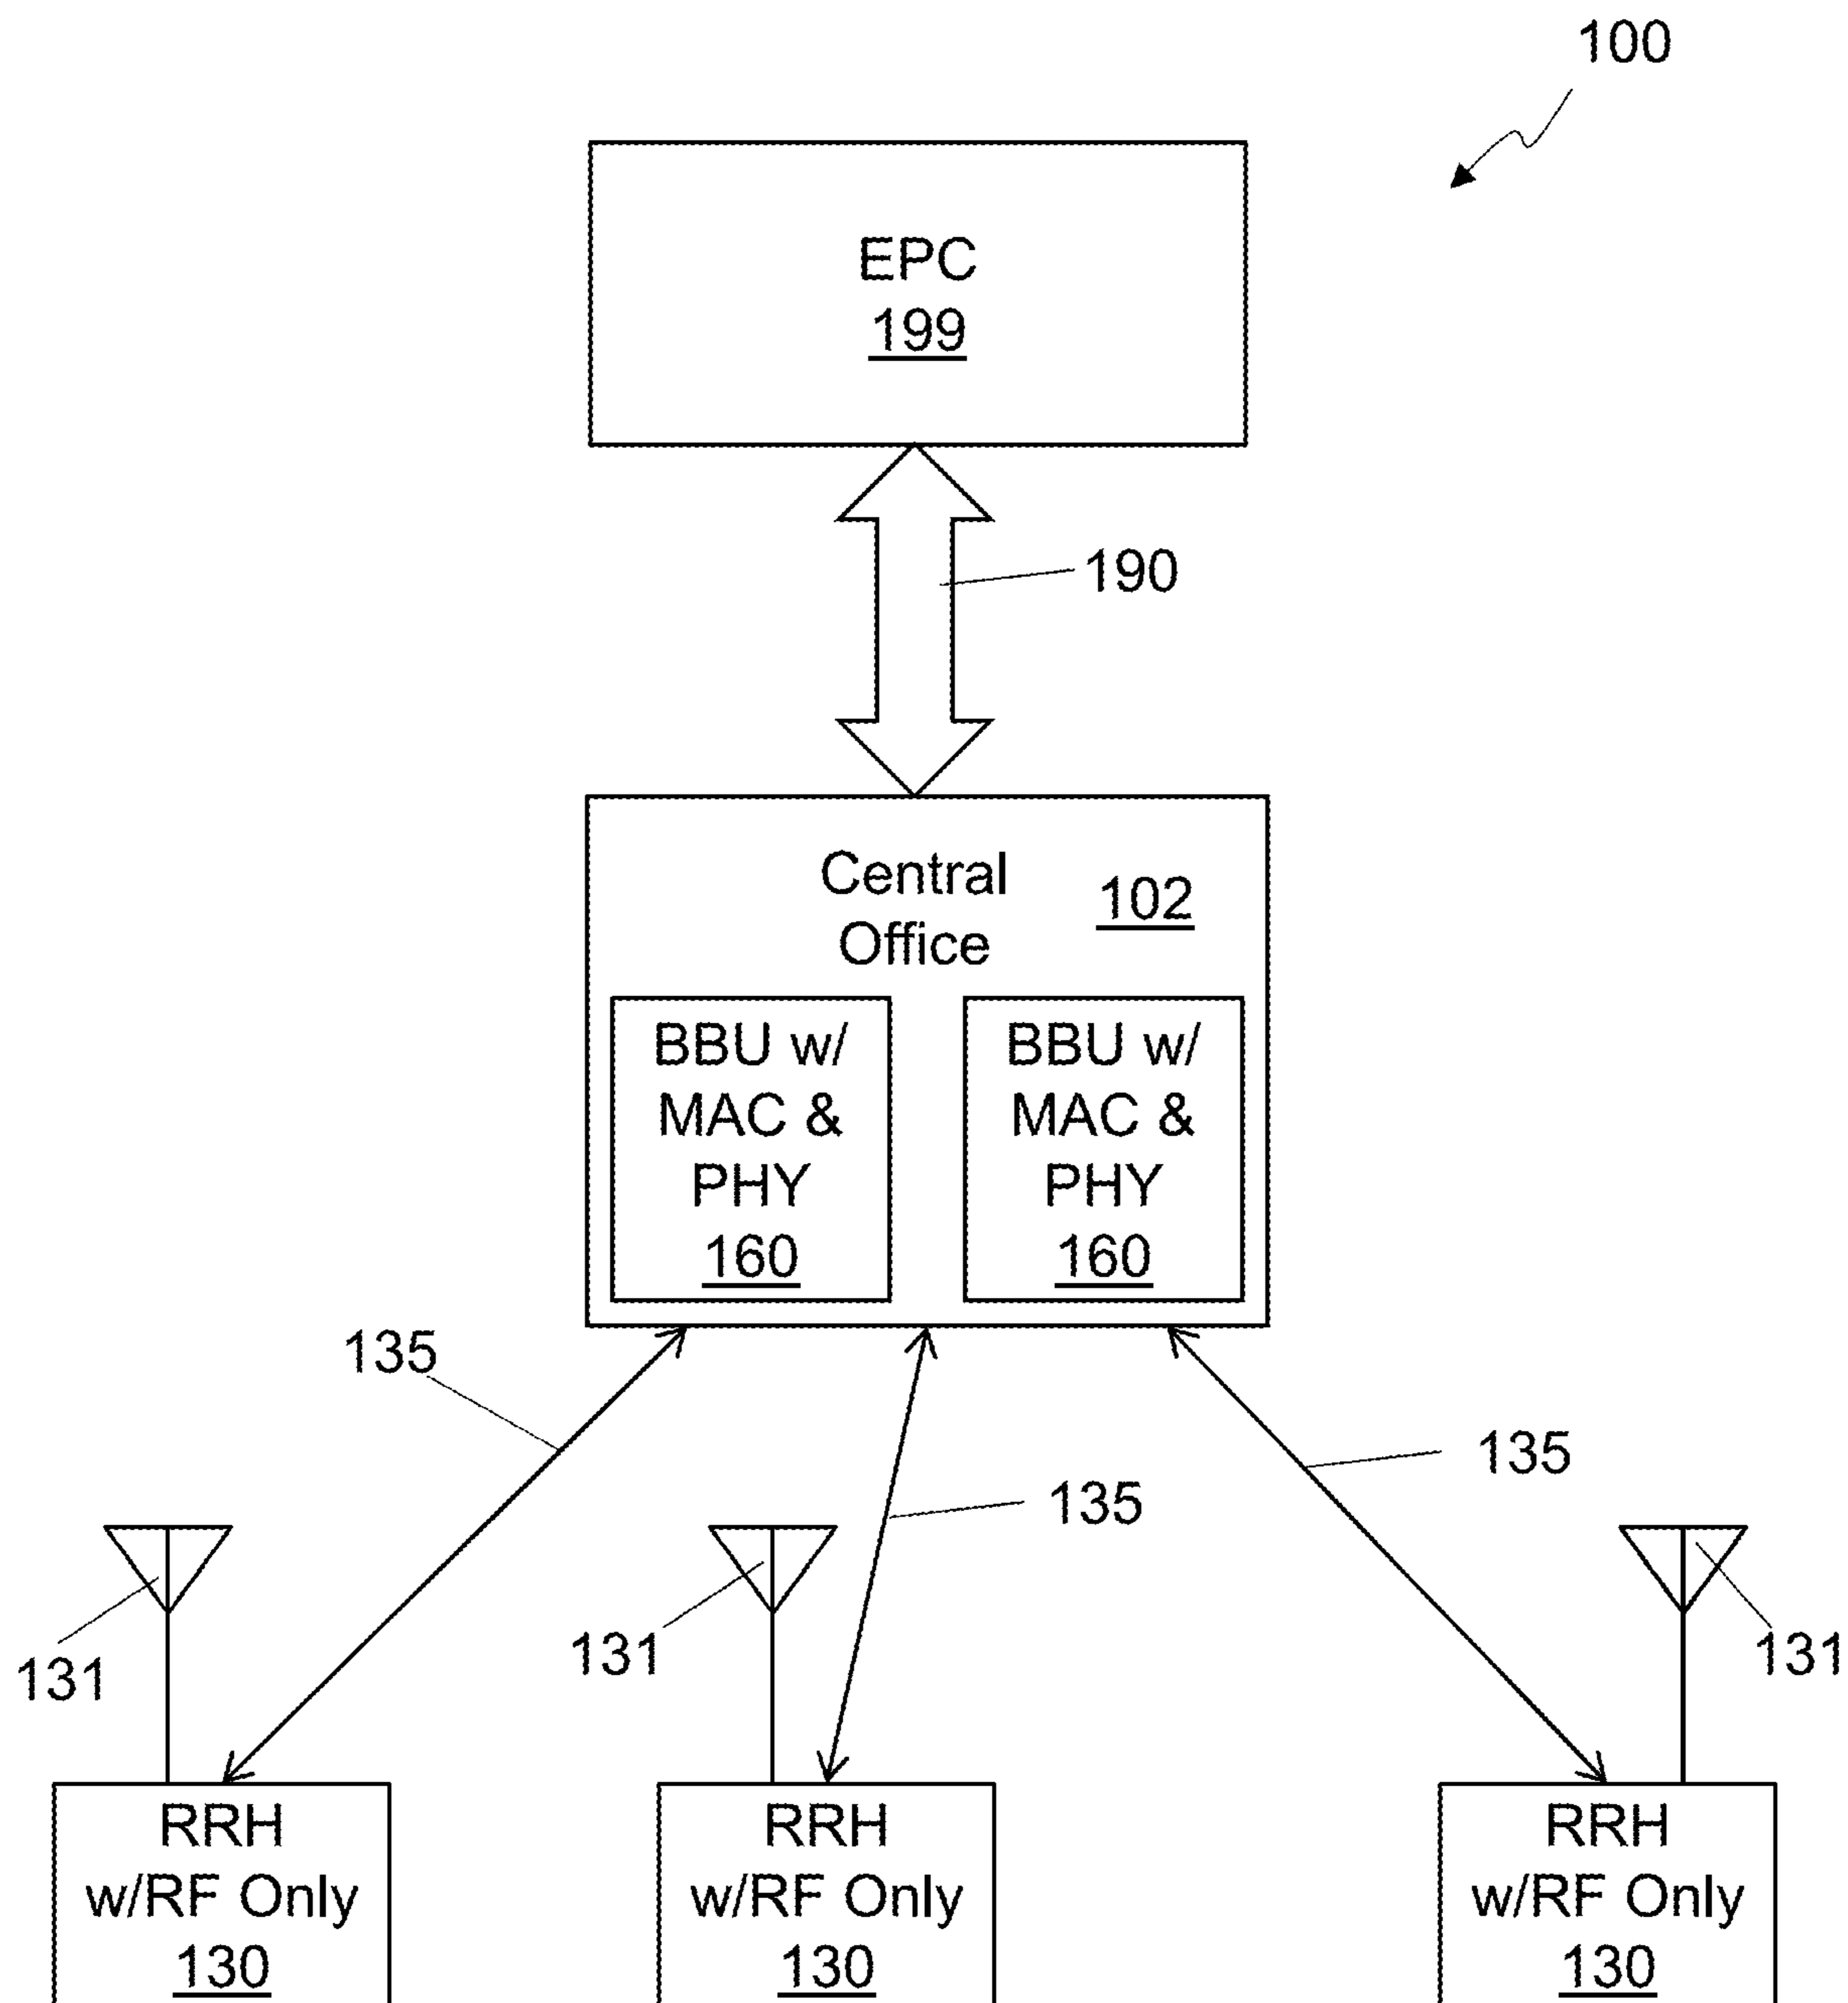 100
EPC
199
190
Central
Office
102
BBU w/
MAC &
PHY
160
BBU w/
MAC &
PHY
160
135
135
135
131
131
131
RRH
w/RF Only
130
RRH
w/RF Only
130
RRH
w/RF Only
130